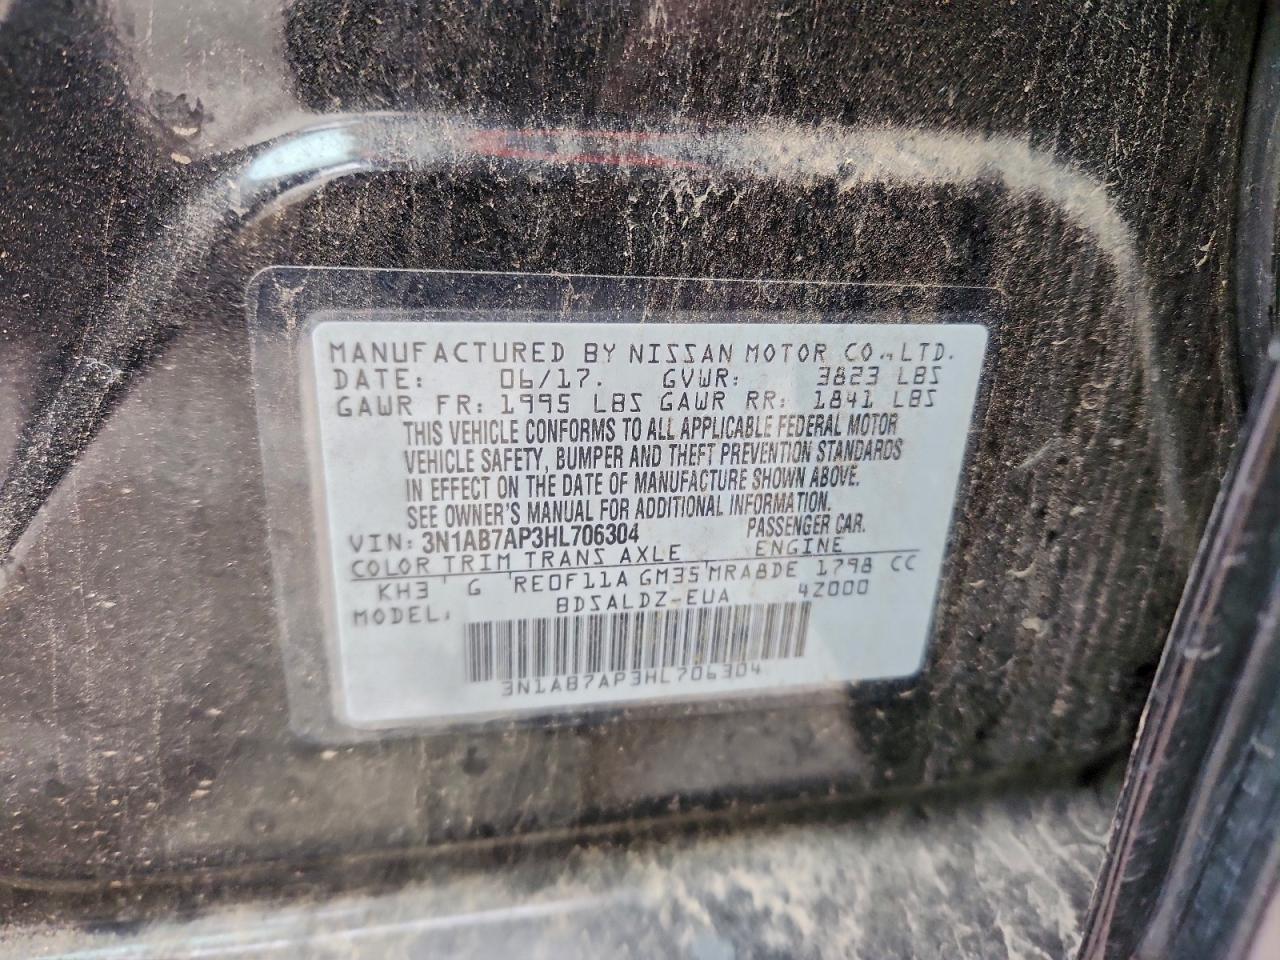 MANUFACTURED BY NISSAN MOTOR CO.,LTD.
DATE: 06/17. GVWR: 3823 LBS
GAWR FR: 1995 LBS GAWR RR: 1841 LBS
THIS VEHICLE CONFORMS TO ALL APPLICABLE FEDERAL MOTOR
VEHICLE SAFETY, BUMPER AND THEFT PREVENTION STANDARDS
IN EFFECT ON THE DATE OF MANUFACTURE SHOWN ABOVE.
SEE OWNER'S MANUAL FOR ADDITIONAL INFORMATION.
VIN: 3N1AB7AP3HL706304 PASSENGER CAR.
COLOR TRIM TRANS AXLE ENGINE
KH3 G RE0F11A GM35 MRA8DE 1798 CC
MODEL. BDSALDZ-EUA 4Z000
3N1AB7AP3HL706304